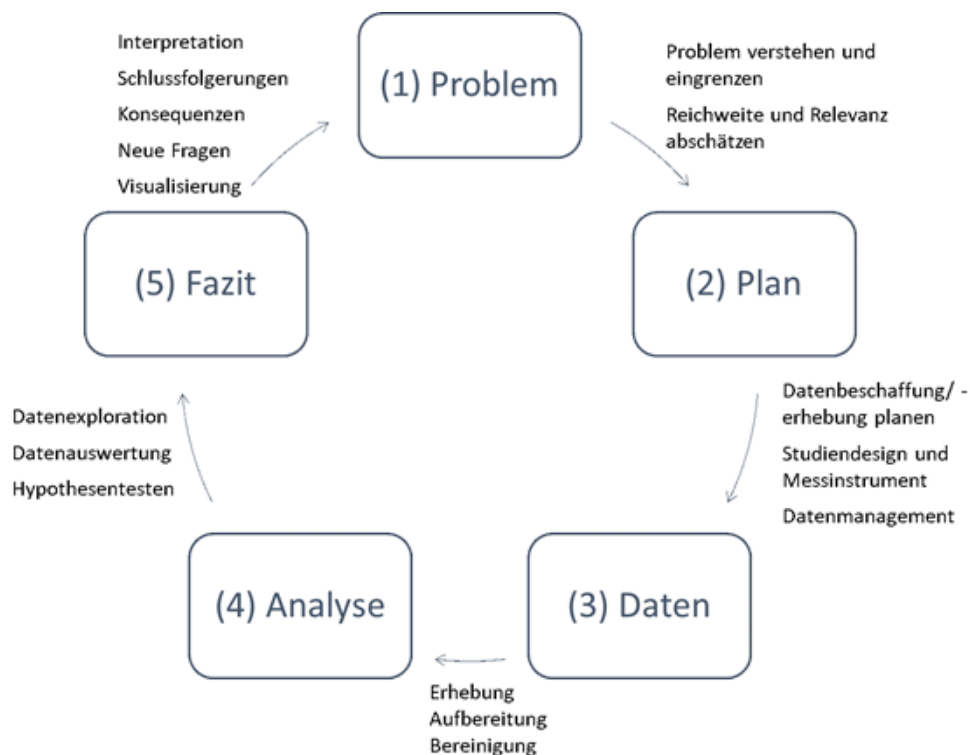 (1) Problem
Problem verstehen und
eingrenzen
Reichweite und Relevanz
abschätzen
(2) Plan
Datenbeschaffung/ -
erhebung planen
Studiendesign und
Messinstrument
Datenmanagement
(3) Daten
Erhebung
Aufbereitung
Bereinigung
(4) Analyse
Datenexploration
Datenauswertung
Hypothesentesten
(5) Fazit
Interpretation
Schlussfolgerungen
Konsequenzen
Neue Fragen
Visualisierung